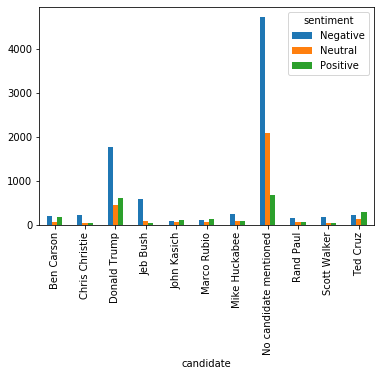 sentiment
Negative
Neutral
Positive
4000
3000
2000
1000
0
Ben Carson
Chris Christie
Donald Trump
Jeb Bush
John Kasich
Marco Rubio
Mike Huckabee
No candidate mentioned
Rand Paul
Scott Walker
Ted Cruz
candidate